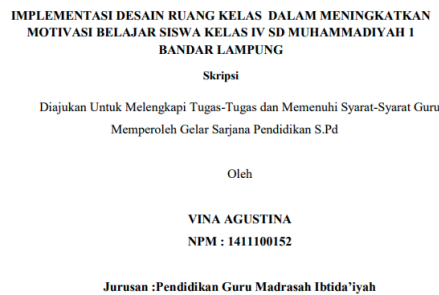 IMPLEMENTASI DESAIN RUANG KELAS DALAM MENINGKATKAN
MOTIVASI BELAJAR SISWA KELAS IV SD MUHAMMADIYAH 1
BANDAR LAMPUNG
Skripsi
Diajukan Untuk Melengkapi Tugas-Tugas dan Memenuhi Syarat-Syarat Guru
Memperoleh Gelar Sarjana Pendidikan S.Pd
Oleh
VINA AGUSTINA
NPM : 1411100152
Jurusan :Pendidikan Guru Madrasah Ibtida'iyah